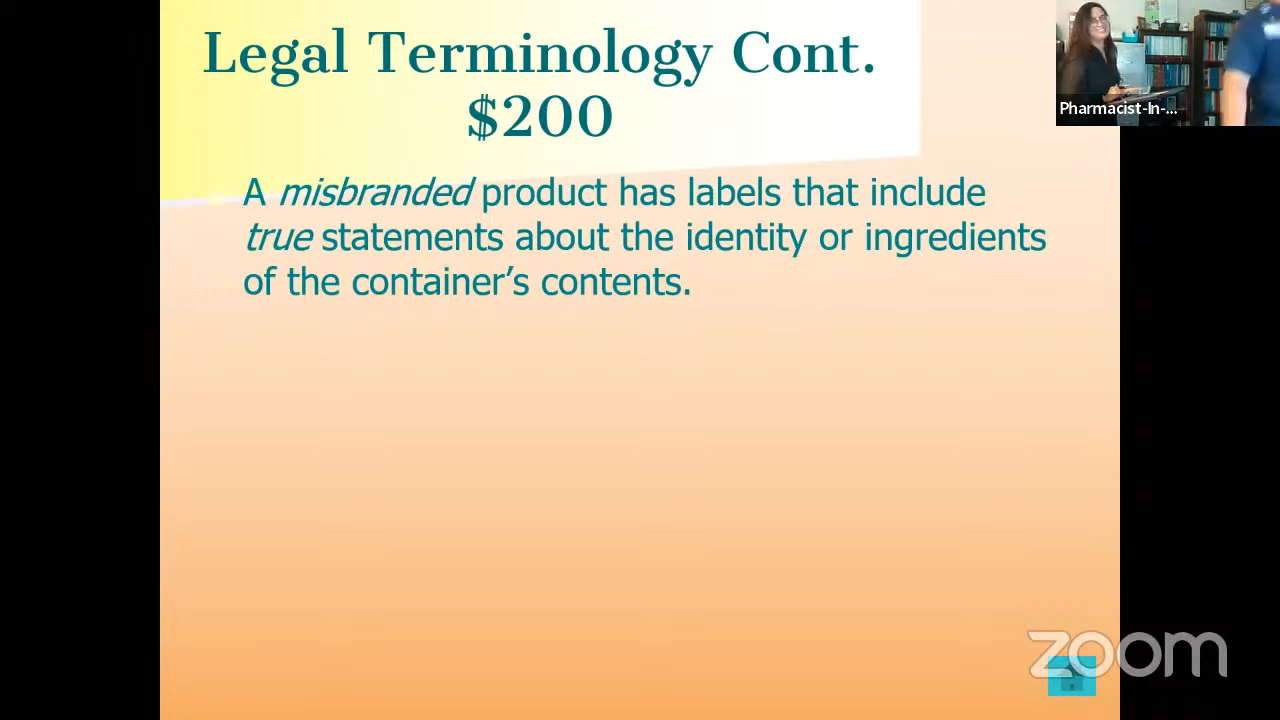 Legal Terminology Cont.
$200
A misbranded product has labels that include
true statements about the identity or ingredients
of the container’s contents.
Pharmacist-In-...
zoom